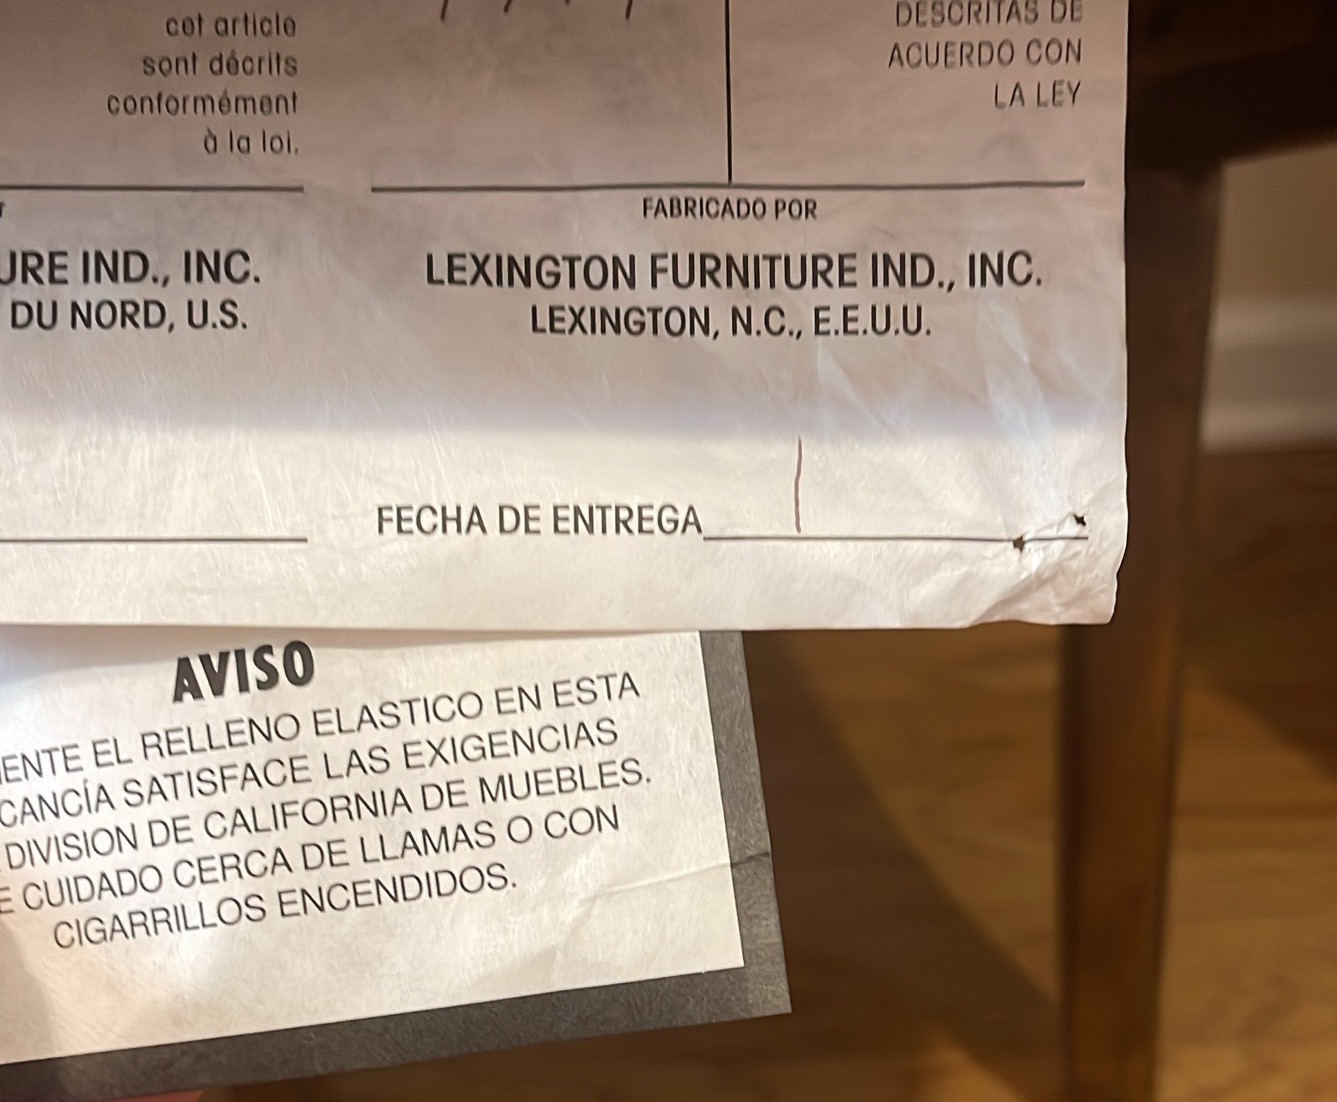 cet article
sont décrits
conformément
à la loi.
DESCRITAS DE
ACUERDO CON
LA LEY
FABRICADO POR
URE IND., INC.
DU NORD, U.S.
LEXINGTON FURNITURE IND., INC.
LEXINGTON, N.C., E.E.U.U.
FECHA DE ENTREGA
AVISO
ENTE EL RELLENO ELASTICO EN ESTA
CANCÍA SATISFACE LAS EXIGENCIAS
DIVISION DE CALIFORNIA DE MUEBLES.
E CUIDADO CERCA DE LLAMAS O CON
CIGARRILLOS ENCENDIDOS.